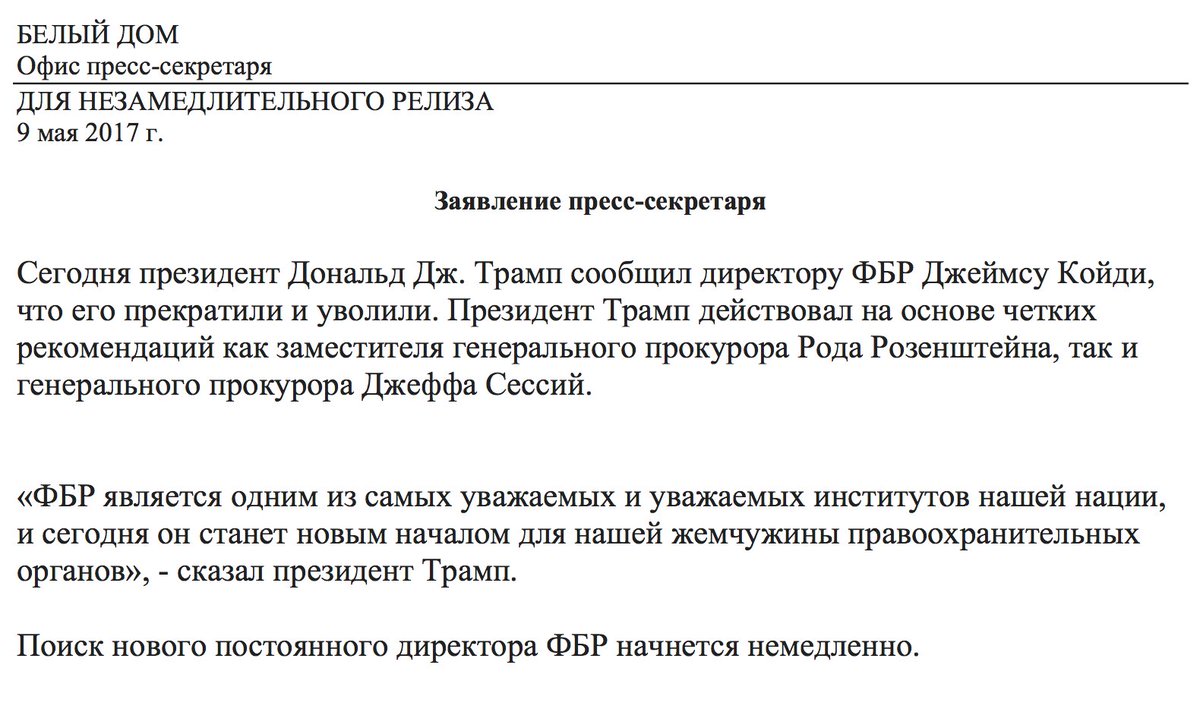 БЕЛЫЙ ДОМ
Офис пресс-секретаря
ДЛЯ НЕЗАМЕДЛИТЕЛЬНОГО РЕЛИЗА
9 мая 2017 г.
Заявление пресс-секретаря
Сегодня президент Дональд Дж. Трамп сообщил директору ФБР Джеймсу Койди,
что его прекратили и уволили. Президент Трамп действовал на основе четких
рекомендаций как заместителя генерального прокурора Рода Розенштейна, так и
генерального прокурора Джеффа Сессий.
«ФБР является одним из самых уважаемых и уважаемых институтов нашей нации,
и сегодня он станет новым началом для нашей жемчужины правоохранительных
органов», - сказал президент Трамп.
Поиск нового постоянного директора ФБР начнется немедленно.